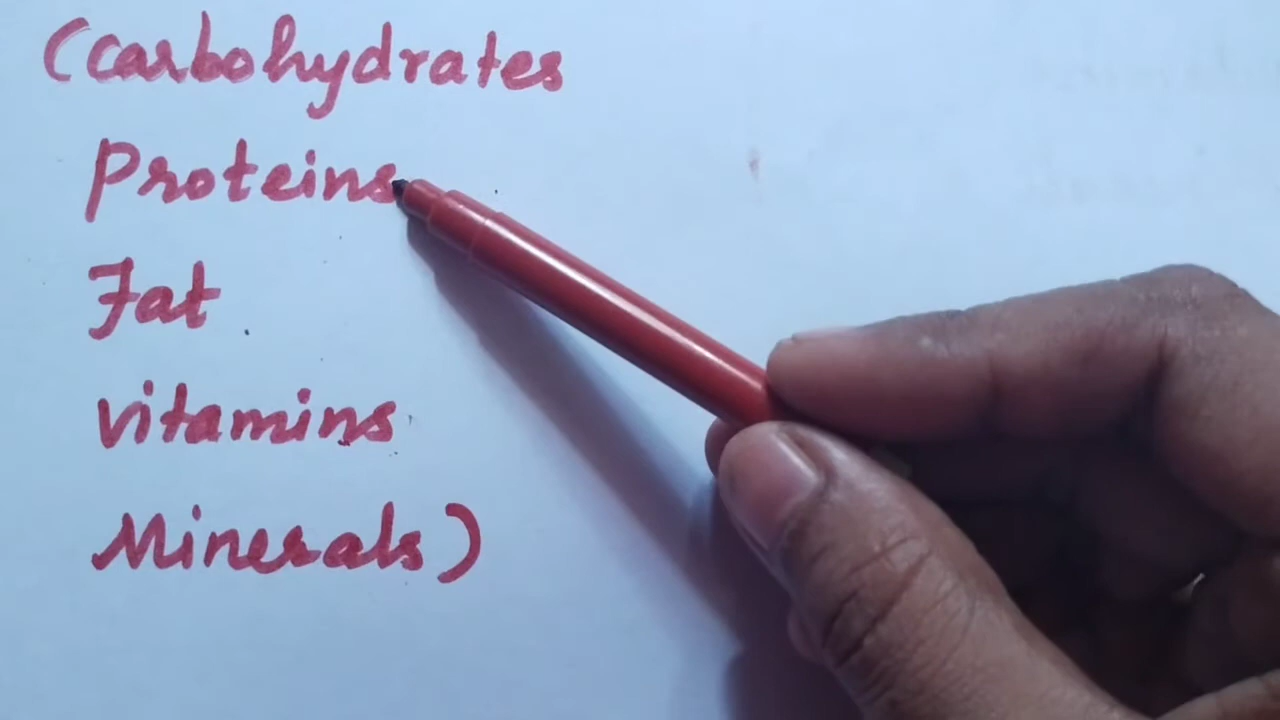 (Carbohydrates
Proteins
Fat
vitamins
Minerals)